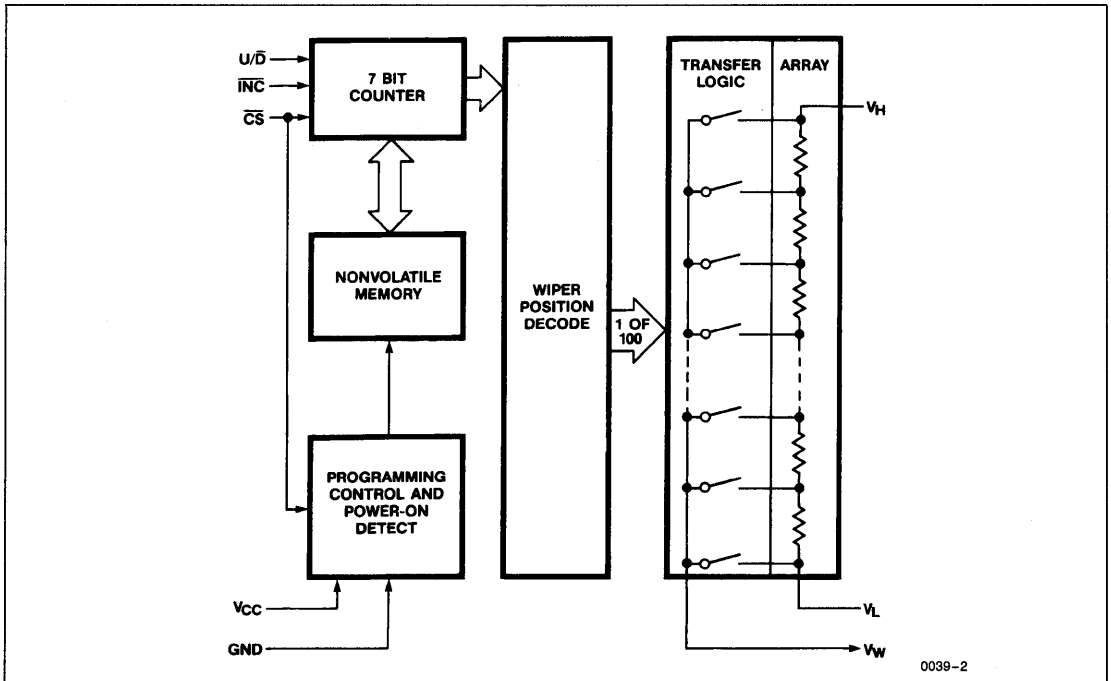 U/D̅
I̅N̅C̅
C̅S̅
7 BIT
COUNTER
NONVOLATILE
MEMORY
PROGRAMMING
CONTROL AND
POWER-ON
DETECT
VCC
GND
WIPER
POSITION
DECODE
1 OF
100
TRANSFER
LOGIC
ARRAY
VH
VL
VW
0039-2